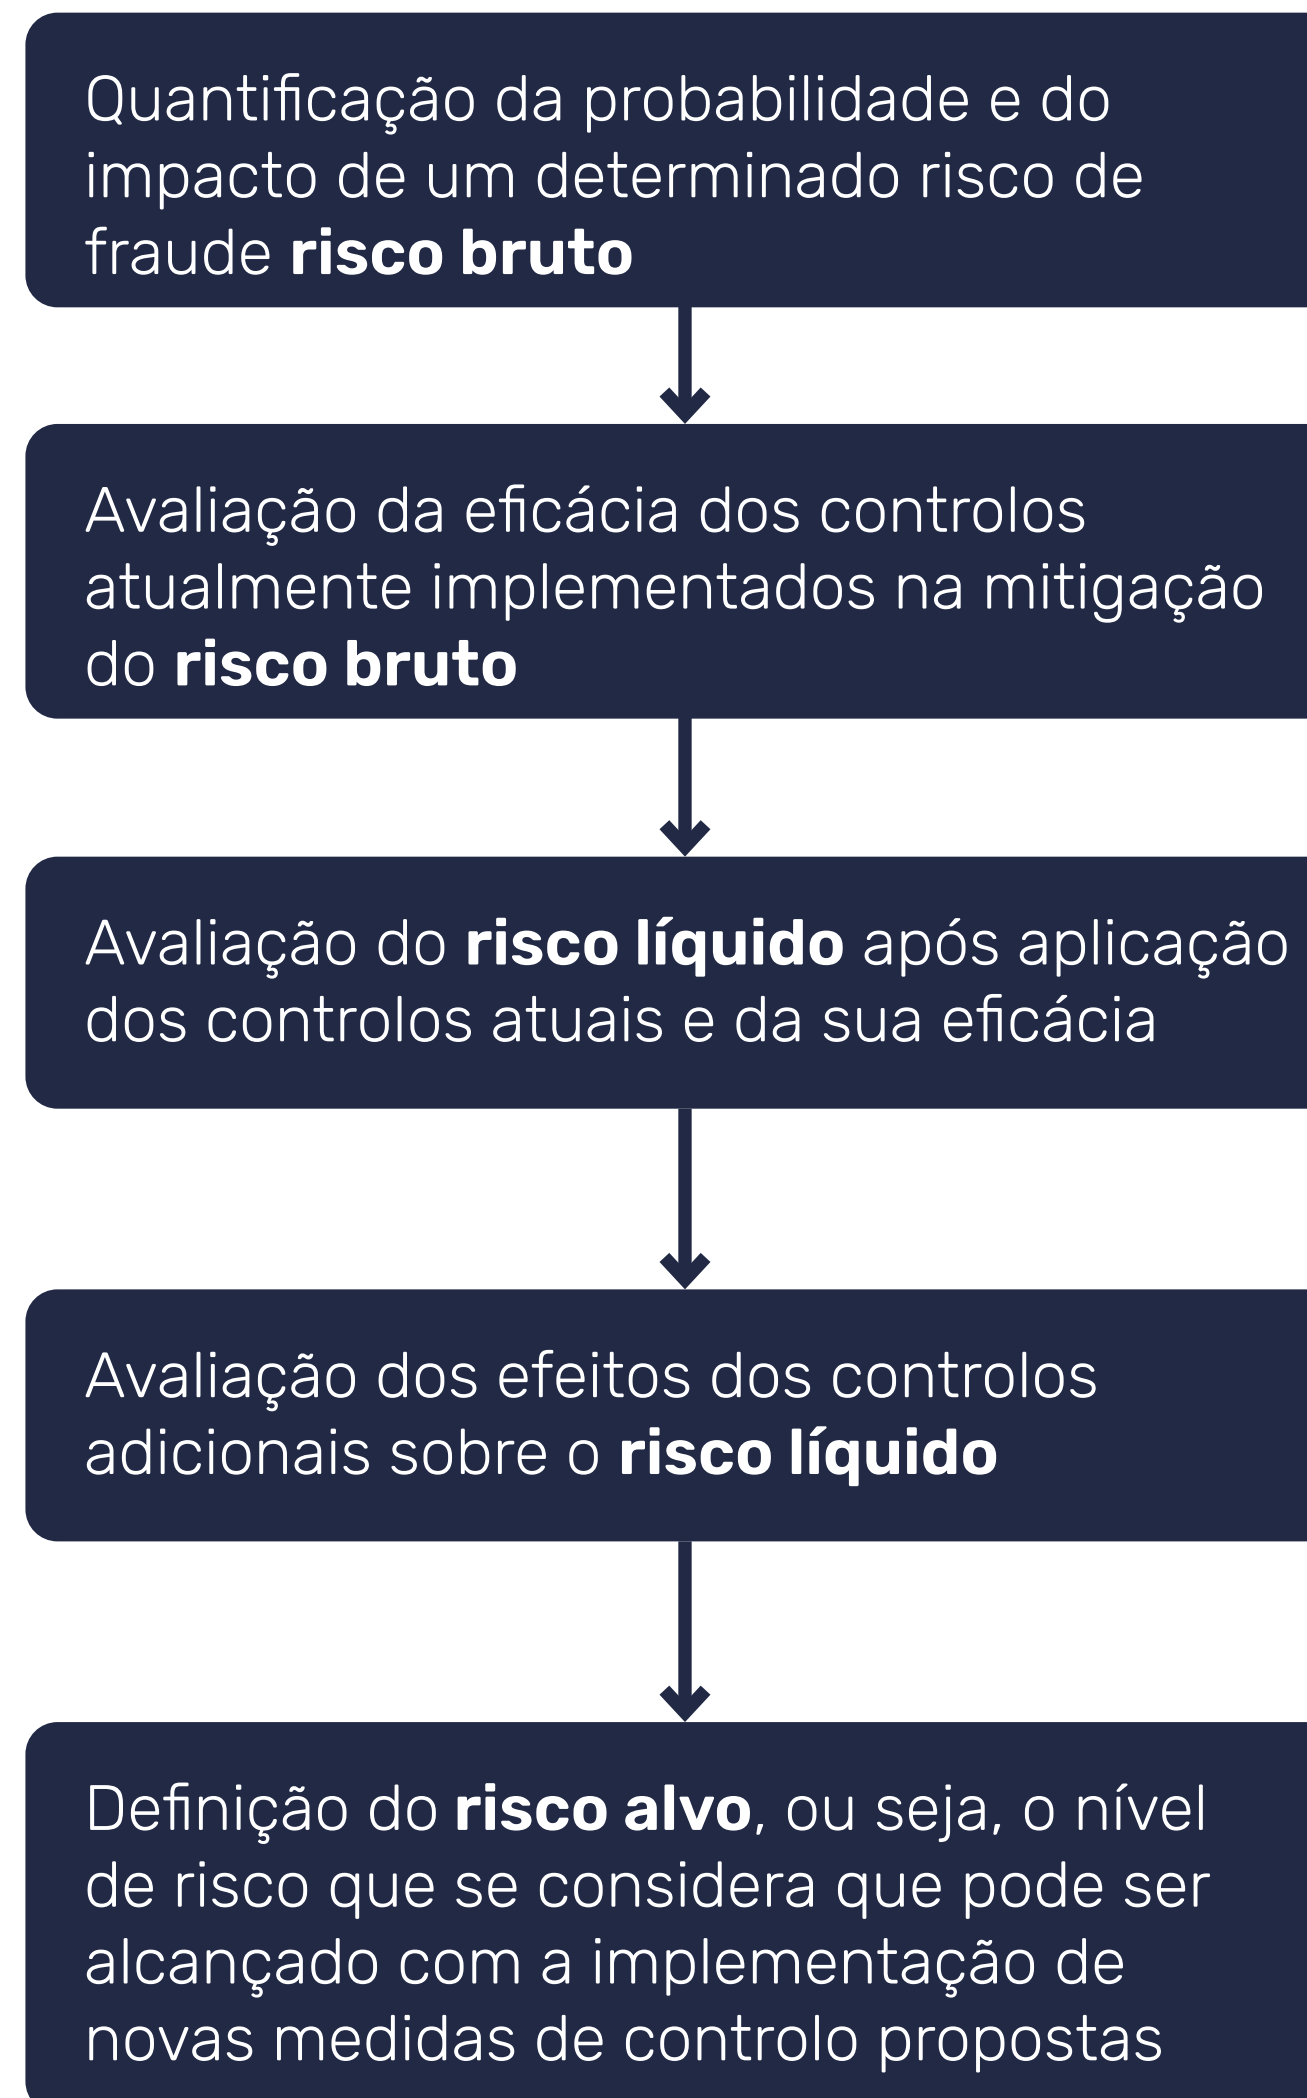 Quantificação da probabilidade e do
impacto de um determinado risco de
fraude risco bruto
Avaliação da eficácia dos controlos
atualmente implementados na mitigação
do risco bruto
Avaliação do risco líquido após aplicação
dos controlos atuais e da sua eficácia
Avaliação dos efeitos dos controlos
adicionais sobre o risco líquido
Definição do risco alvo, ou seja, o nível
de risco que se considera que pode ser
alcançado com a implementação de
novas medidas de controlo propostas